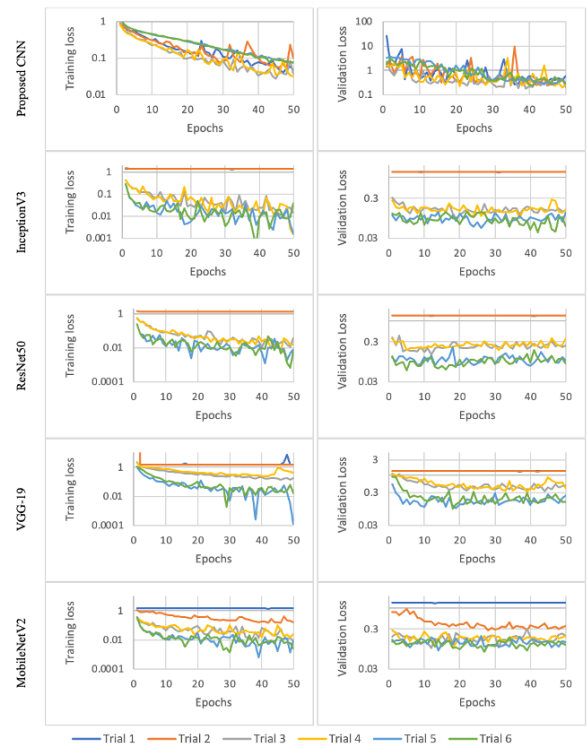 Proposed CNN
Training loss
1
0.1
0.01
0 10 20 30 40 50
Epochs
Validation Loss
100
10
1
0.1
0 10 20 30 40 50
Epochs
InceptionV3
Training loss
1
0.1
0.01
0.001
0 10 20 30 40 50
Epochs
Validation Loss
0.3
0.03
0 10 20 30 40 50
Epochs
ResNet50
Training loss
1
0.01
0.0001
0 10 20 30 40 50
Epochs
Validation Loss
0.3
0.03
0 10 20 30 40 50
Epochs
VGG-19
Training loss
1
0.01
0.0001
0 10 20 30 40 50
Epochs
Validation Loss
3
0.3
0.03
0 10 20 30 40 50
Epochs
MobileNetV2
Training loss
1
0.01
0.0001
0 10 20 30 40 50
Epochs
Validation Loss
0.3
0.03
0 10 20 30 40 50
Epochs
Trial 1 Trial 2 Trial 3 Trial 4 Trial 5 Trial 6